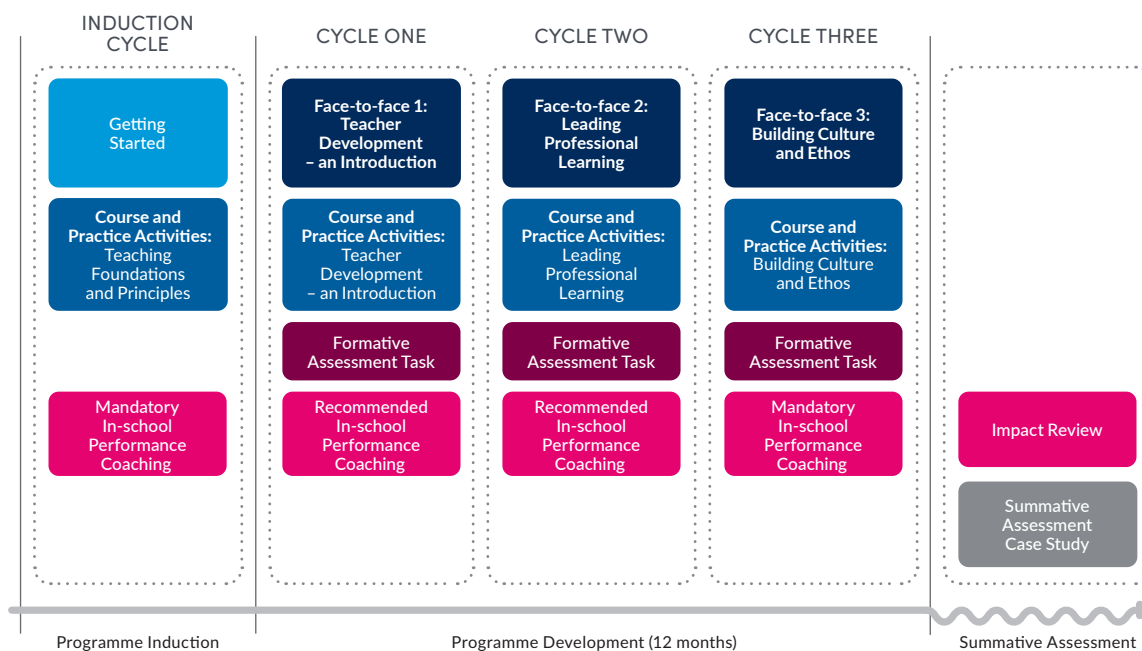 INDUCTION
CYCLE
Getting
Started
Course and
Practice Activities:
Teaching
Foundations
and Principles
Mandatory
In-school
Performance
Coaching
CYCLE ONE
Face-to-face 1:
Teacher
Development
– an Introduction
Course and
Practice Activities:
Teacher
Development
– an Introduction
Formative
Assessment Task
Recommended
In-school
Performance
Coaching
CYCLE TWO
Face-to-face 2:
Leading
Professional
Learning
Course and
Practice Activities:
Leading
Professional
Learning
Formative
Assessment Task
Recommended
In-school
Performance
Coaching
CYCLE THREE
Face-to-face 3:
Building Culture
and Ethos
Course and
Practice Activities:
Building Culture
and Ethos
Formative
Assessment Task
Mandatory
In-school
Performance
Coaching
Impact Review
Summative
Assessment
Case Study
Programme Induction
Programme Development (12 months)
Summative Assessment